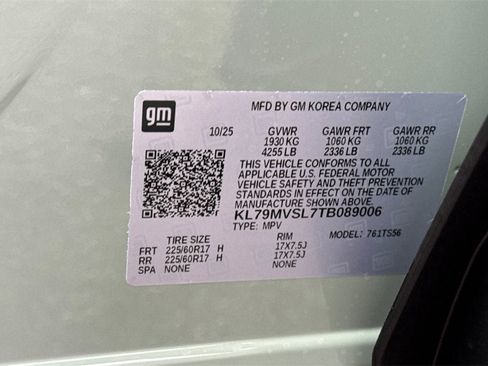 gm
MFD BY GM KOREA COMPANY
10/25 GVWR GAWR FRT GAWR RR
1930 KG 1060 KG 1060 KG
4255 LB 2336 LB 2336 LB
THIS VEHICLE CONFORMS TO ALL
APPLICABLE U.S. FEDERAL MOTOR
VEHICLE SAFETY AND THEFT PREVENTION
STANDARDS IN EFFECT ON THE DATE OF
MANUFACTURE SHOWN ABOVE.
KL79MVSL7TB089006
TYPE: MPV MODEL: 761TS56
TIRE SIZE RIM
FRT 225/60R17 H 17X7.5J
RR 225/60R17 H 17X7.5J
SPA NONE NONE